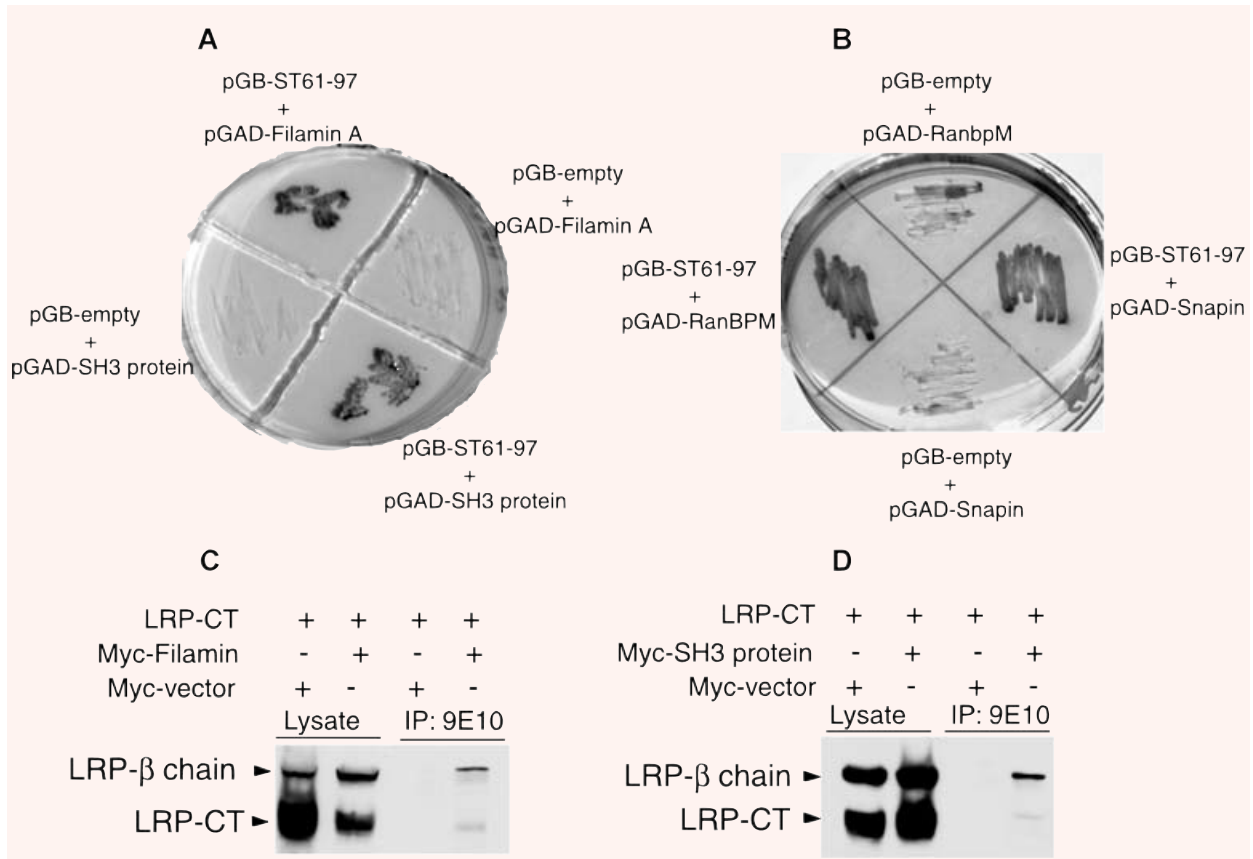 A
pGB-ST61-97
+
pGAD-Filamin A
pGB-empty
+
pGAD-Filamin A
pGB-empty
+
pGAD-SH3 protein
pGB-ST61-97
+
pGAD-SH3 protein
B
pGB-empty
+
pGAD-RanbpM
pGB-ST61-97
+
pGAD-RanBPM
pGB-ST61-97
+
pGAD-Snapin
pGB-empty
+
pGAD-Snapin
C
LRP-CT + + + +
Myc-Filamin - + - +
Myc-vector + - + -
Lysate IP: 9E10
LRP-β chain
LRP-CT
D
LRP-CT + + + +
Myc-SH3 protein - + - +
Myc-vector + - + -
Lysate IP: 9E10
LRP-β chain
LRP-CT